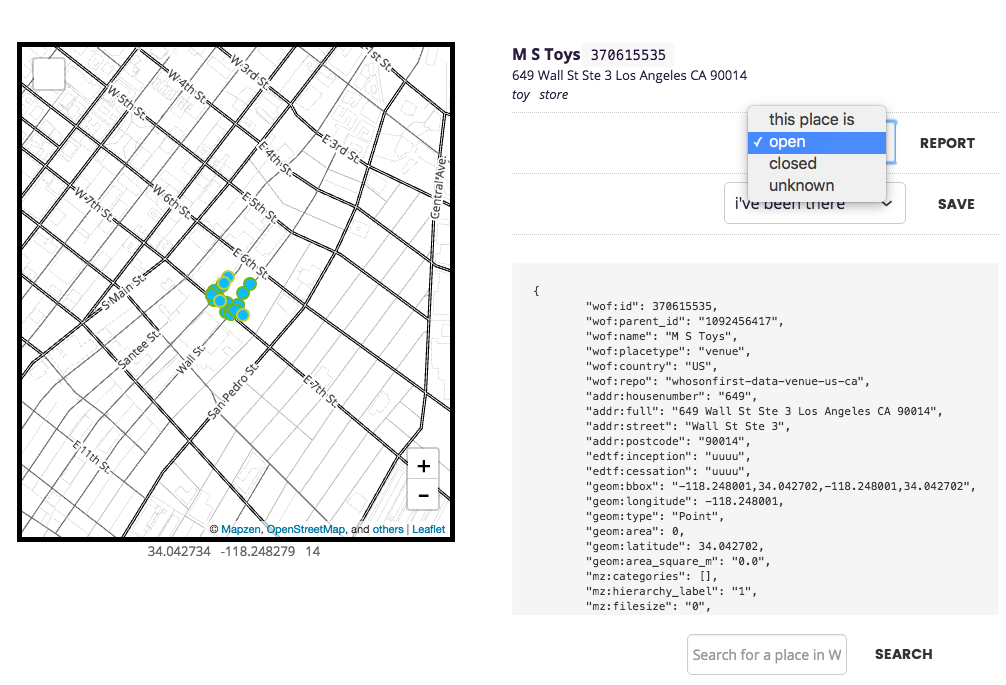 1st St.
W 3rd St.
W 4th St.
W 5th St.
E 3rd St.
E 4th St.
Central Ave.
W 7th St.
W 6th St.
E 5th St.
E 6th St.
S Main St.
Santee St.
Wall St.
San Pedro St.
E 7th St.
E 11th St.
+
−
© Mapzen, OpenStreetMap, and others | Leaflet
34.042734 -118.248279 14
M S Toys 370615535
649 Wall St Ste 3 Los Angeles CA 90014
toy store
this place is
✓ open
closed
unknown
REPORT
i've been there
SAVE
{
"wof:id": 370615535,
"wof:parent_id": "1092456417",
"wof:name": "M S Toys",
"wof:placetype": "venue",
"wof:country": "US",
"wof:repo": "whosonfirst-data-venue-us-ca",
"addr:housenumber": "649",
"addr:full": "649 Wall St Ste 3 Los Angeles CA 90014",
"addr:street": "Wall St Ste 3",
"addr:postcode": "90014",
"edtf:inception": "uuuu",
"edtf:cessation": "uuuu",
"geom:bbox": "-118.248001,34.042702,-118.248001,34.042702",
"geom:longitude": -118.248001,
"geom:type": "Point",
"geom:area": 0,
"geom:latitude": 34.042702,
"geom:area_square_m": "0.0",
"mz:categories": [],
"mz:hierarchy_label": "1",
"mz:filesize": "0",
Search for a place in W
SEARCH